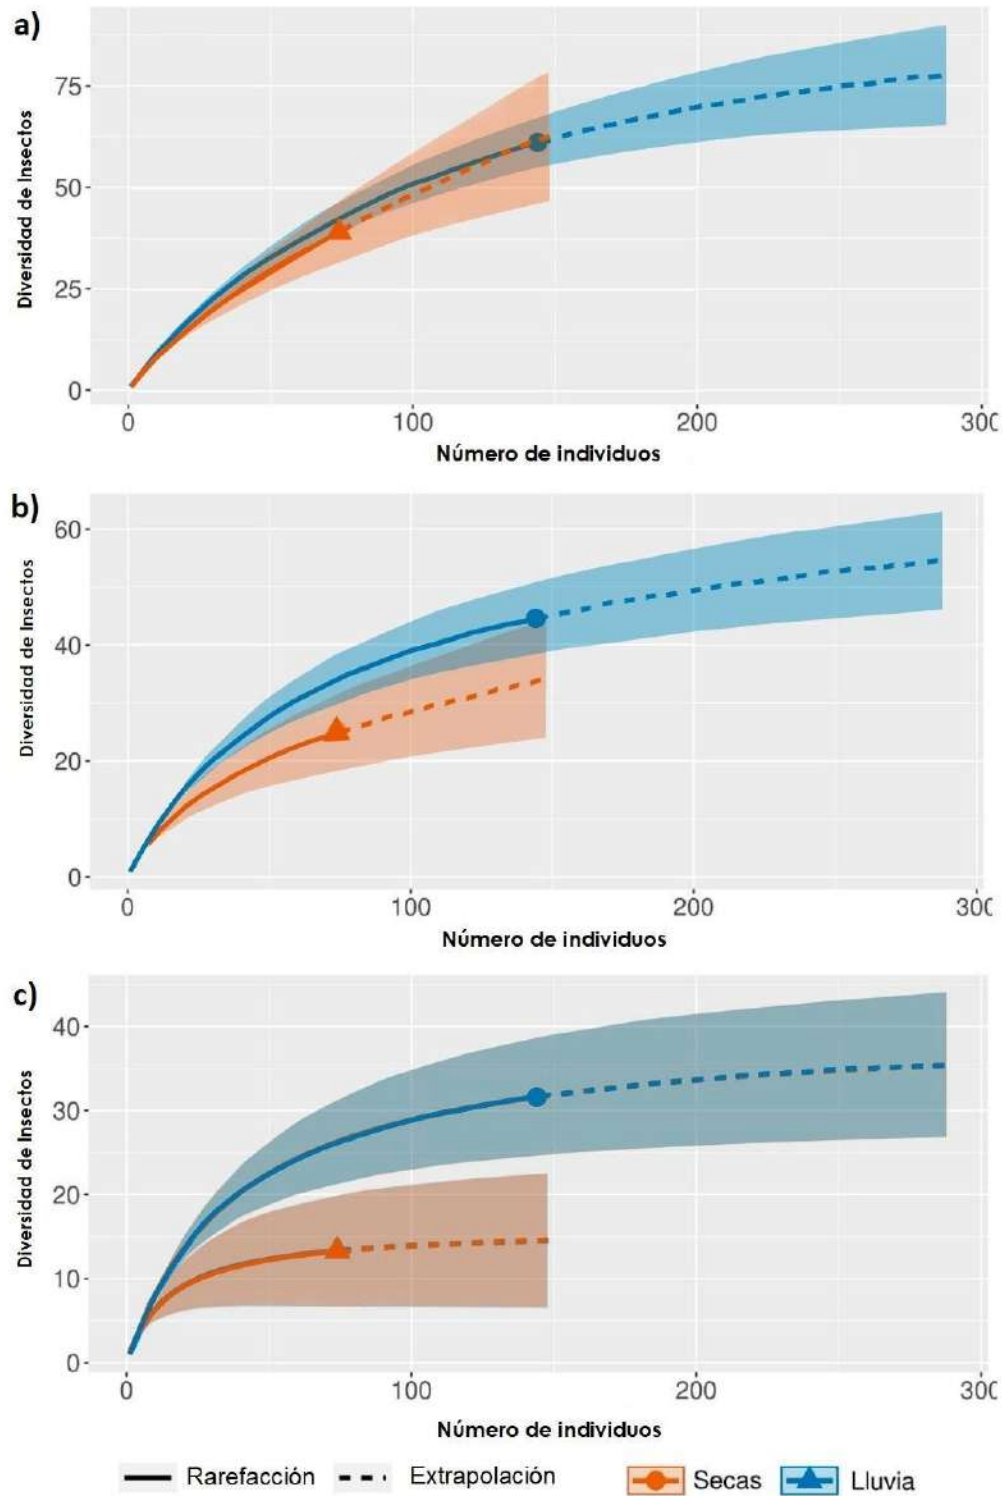 a)
Diversidad de Insectos
75
50
25
0
0 100 200 300
Número de individuos
b)
Diversidad de Insectos
60
40
20
0
0 100 200 300
Número de individuos
c)
Diversidad de Insectos
40
30
20
10
0
0 100 200 300
Número de individuos
Rarefacción Extrapolación Secas Lluvia